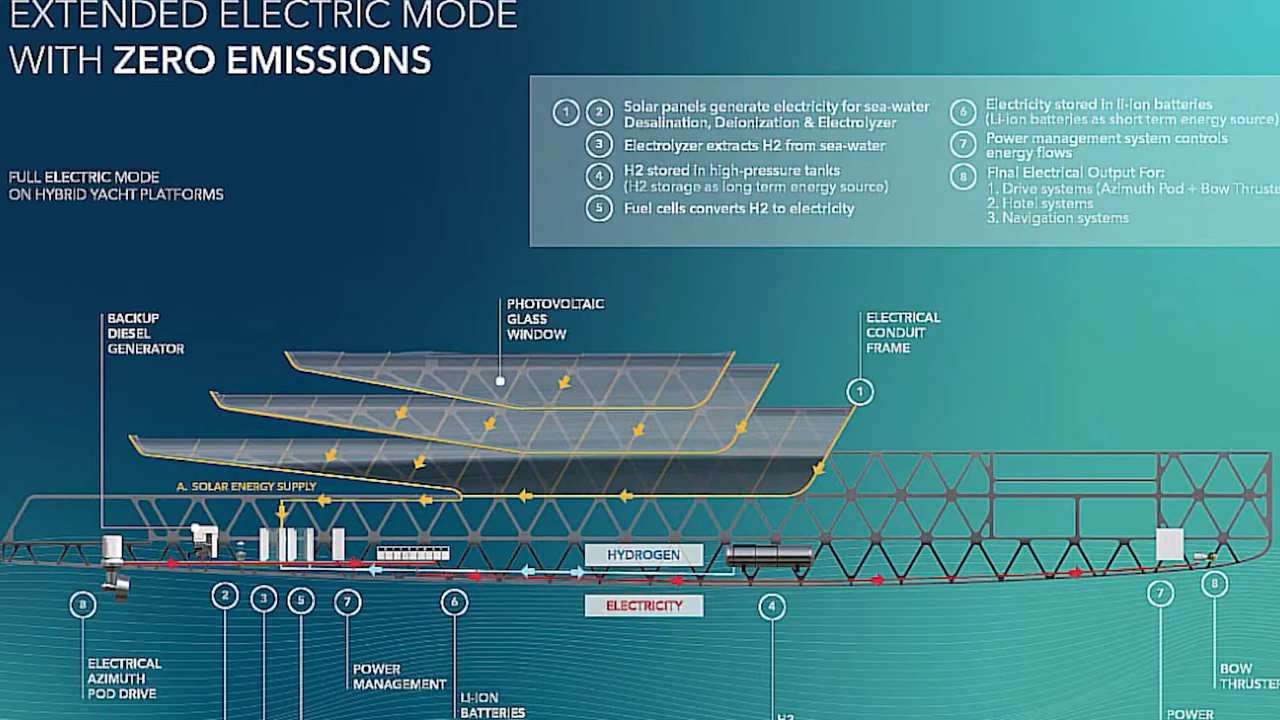 EXTENDED ELECTRIC MODE
WITH ZERO EMISSIONS
FULL ELECTRIC MODE
ON HYBRID YACHT PLATFORMS
1 2 Solar panels generate electricity for sea-water
Desalination, Deionization & Electrolyzer
3 Electrolyzer extracts H2 from sea-water
4 H2 stored in high-pressure tanks
(H2 storage as long term energy source)
5 Fuel cells converts H2 to electricity
6 Electricity stored in li-ion batteries
(Li-ion batteries as short term energy source)
7 Power management system controls
energy flows
8 Final Electrical Output For:
1. Drive systems (Azimuth Pod + Bow Thruste
2. Hotel systems
3. Navigation systems
BACKUP
DIESEL
GENERATOR
PHOTOVOLTAIC
GLASS
WINDOW
ELECTRICAL
CONDUIT
FRAME
1
A. SOLAR ENERGY SUPPLY
HYDROGEN
ELECTRICITY
8
2
3
5
7
6
4
7
8
ELECTRICAL
AZIMUTH
POD DRIVE
POWER
MANAGEMENT
LI-ION
BATTERIES
H2
POWER
BOW
THRUSTER